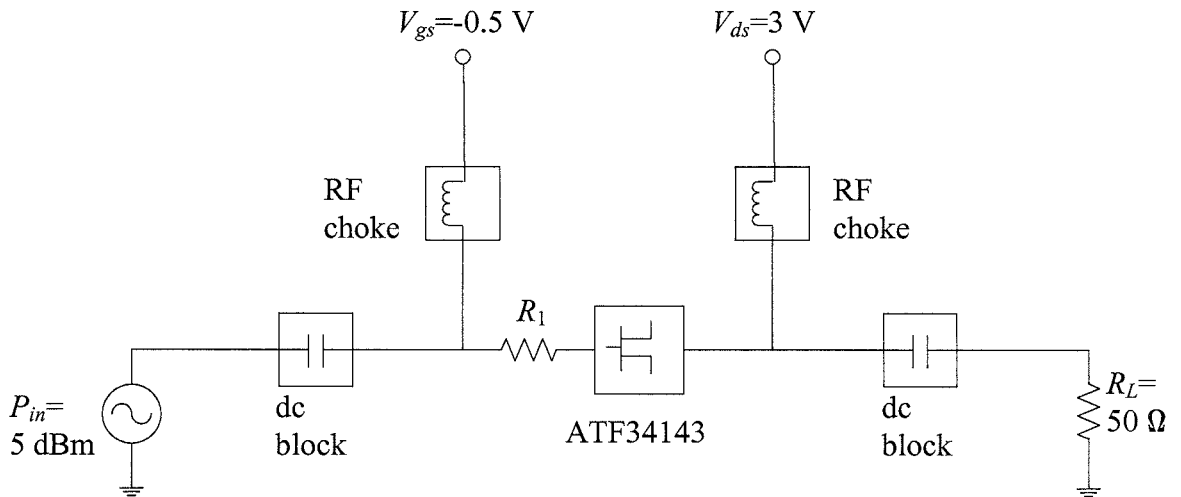 Vgs=-0.5 V
Vds=3 V
RF
choke
RF
choke
R1
Pin=
5 dBm
dc
block
ATF34143
dc
block
RL=
50 Ω